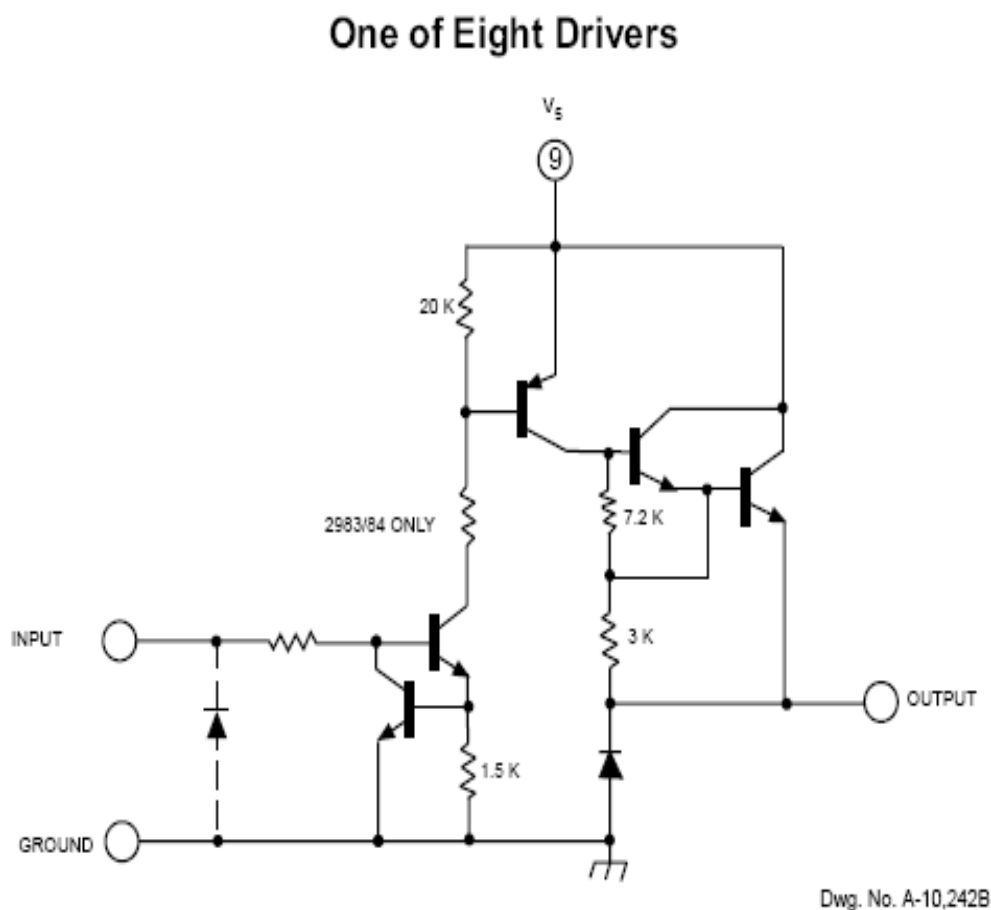 One of Eight Drivers
V5
9
20 K
2983/84 ONLY
7.2 K
INPUT
3 K
OUTPUT
1.5 K
GROUND
Dwg. No. A-10,242B